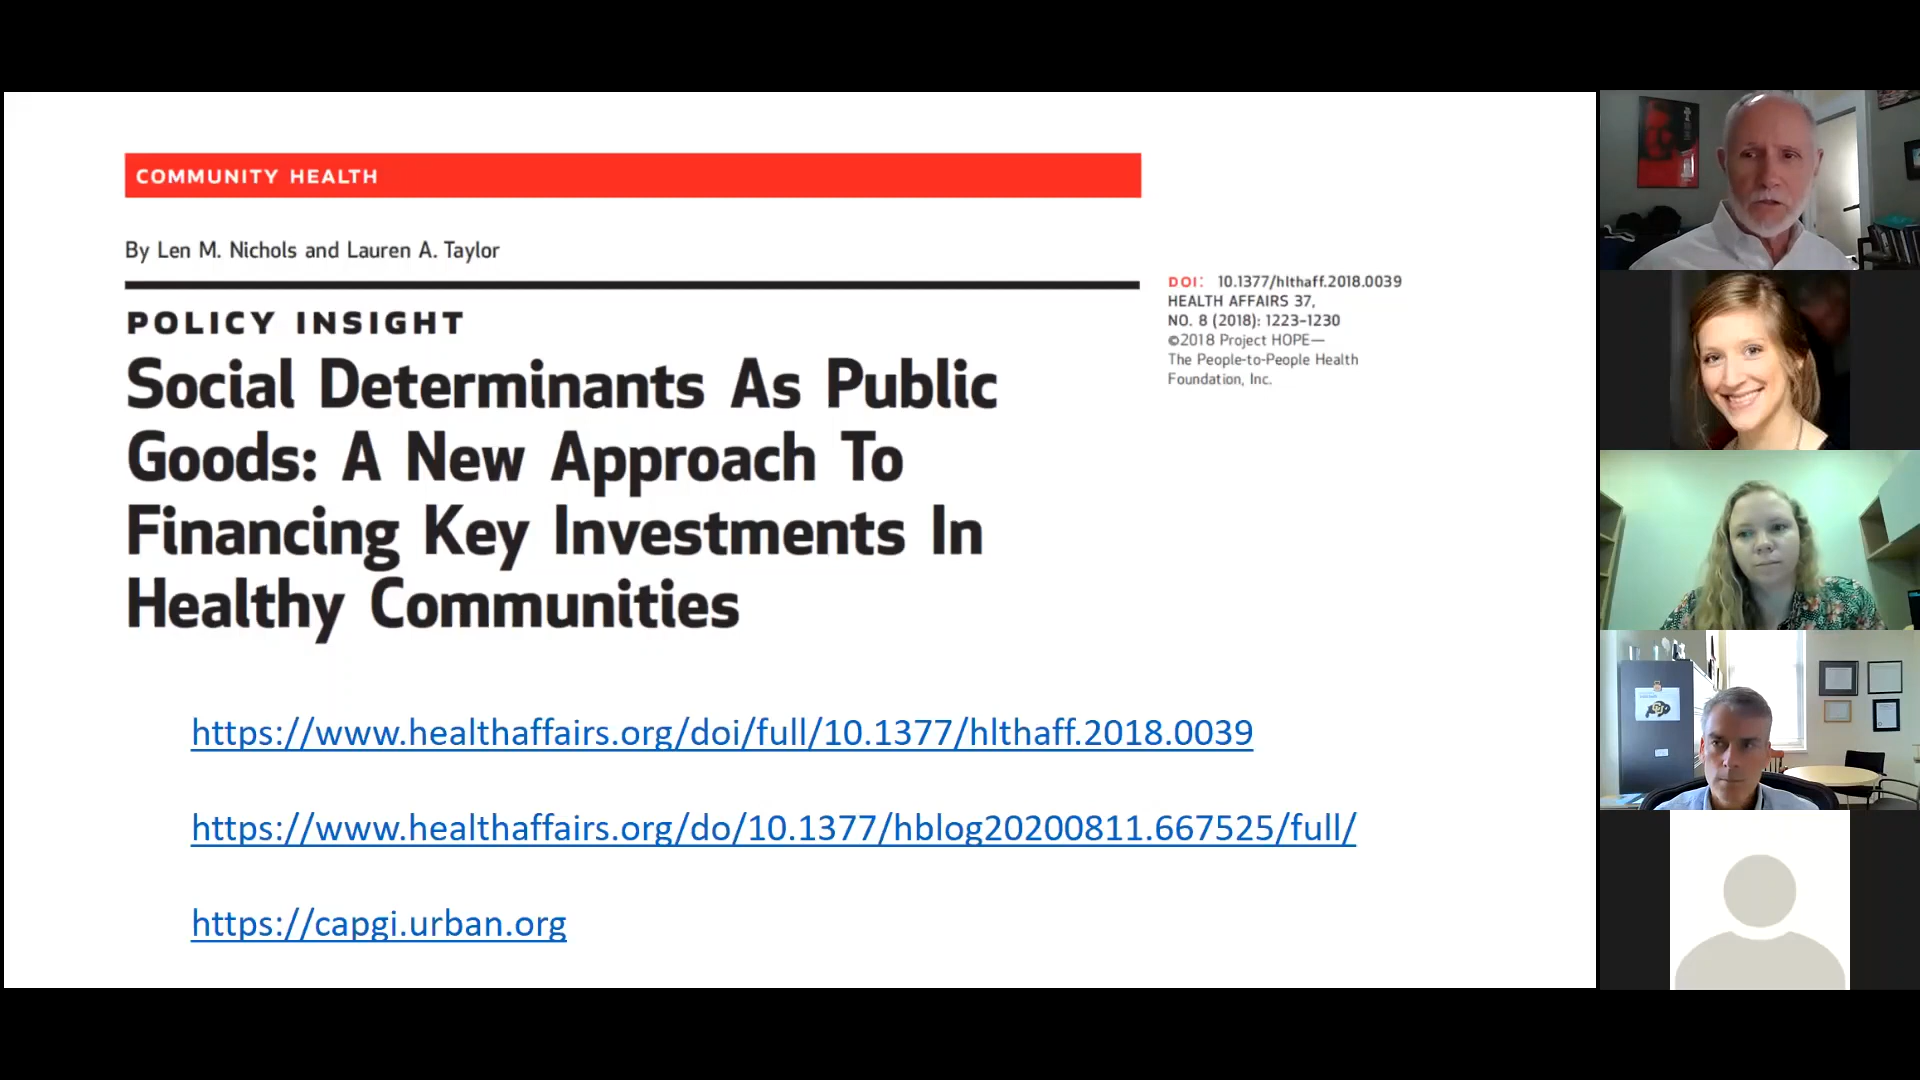 COMMUNITY HEALTH
By Len M. Nichols and Lauren A. Taylor
POLICY INSIGHT
Social Determinants As Public
Goods: A New Approach To
Financing Key Investments In
Healthy Communities
DOI: 10.1377/hlthaff.2018.0039
HEALTH AFFAIRS 37,
NO. 8 (2018): 1223–1230
©2018 Project HOPE—
The People-to-People Health
Foundation, Inc.
https://www.healthaffairs.org/doi/full/10.1377/hlthaff.2018.0039
https://www.healthaffairs.org/do/10.1377/hblog20200811.667525/full/
https://capgi.urban.org